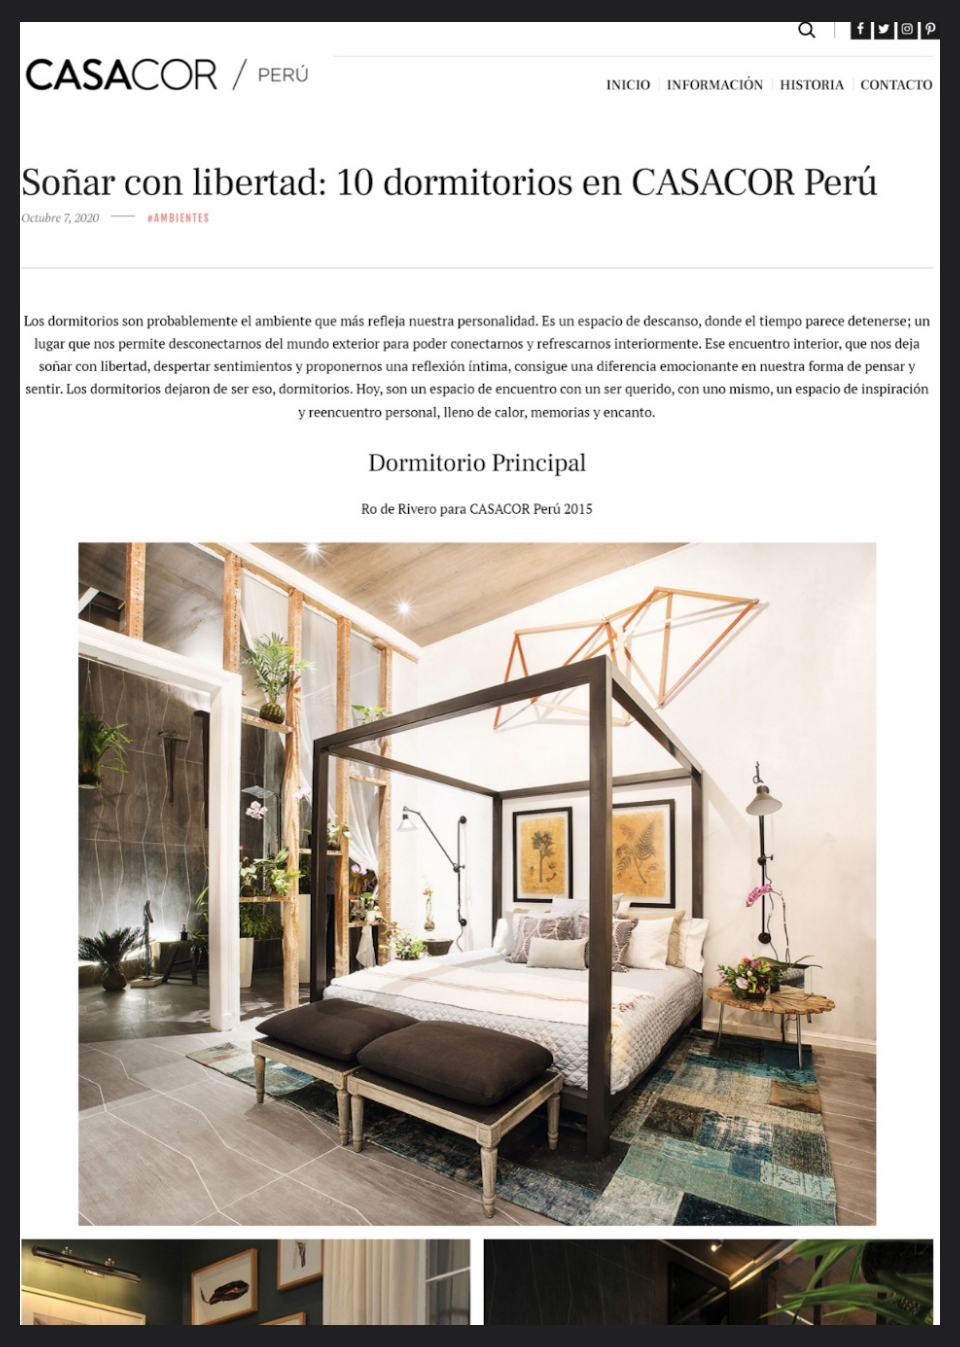 CASACOR / PERÚ
INICIO
INFORMACIÓN
HISTORIA
CONTACTO
Soñar con libertad: 10 dormitorios en CASACOR Perú
Octubre 7, 2020 — #AMBIENTES
Los dormitorios son probablemente el ambiente que más refleja nuestra personalidad. Es un espacio de descanso, donde el tiempo parece detenerse; un
lugar que nos permite desconectarnos del mundo exterior para poder conectarnos y refrescarnos interiormente. Ese encuentro interior, que nos deja
soñar con libertad, despertar sentimientos y proponernos una reflexión íntima, consigue una diferencia emocionante en nuestra forma de pensar y
sentir. Los dormitorios dejaron de ser eso, dormitorios. Hoy, son un espacio de encuentro con un ser querido, con uno mismo, un espacio de inspiración
y reencuentro personal, lleno de calor, memorias y encanto.
Dormitorio Principal
Ro de Rivero para CASACOR Perú 2015